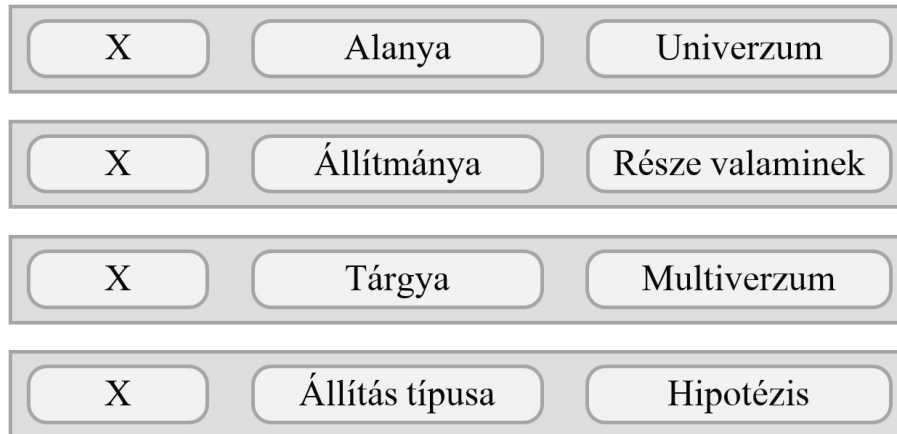 X Alanya Univerzum
X Állítmánya Része valaminek
X Tárgya Multiverzum
X Állítás típusa Hipotézis